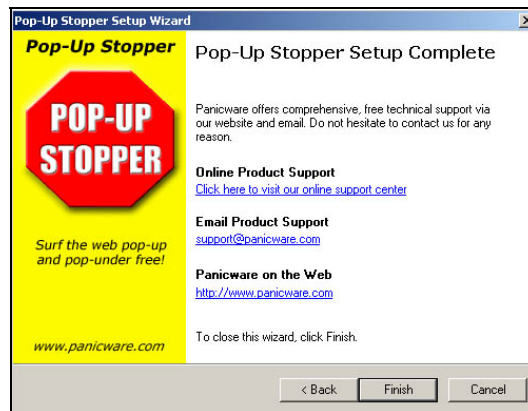 Pop-Up Stopper Setup Wizard
Pop-Up Stopper
POP-UP
STOPPER
Surf the web pop-up
and pop-under free!
www.panicware.com
Pop-Up Stopper Setup Complete
Panicware offers comprehensive, free technical support via
our website and email. Do not hesitate to contact us for any
reason.
Online Product Support
Click here to visit our online support center
Email Product Support
support@panicware.com
Panicware on the Web
http://www.panicware.com
To close this wizard, click Finish.
< Back
Finish
Cancel